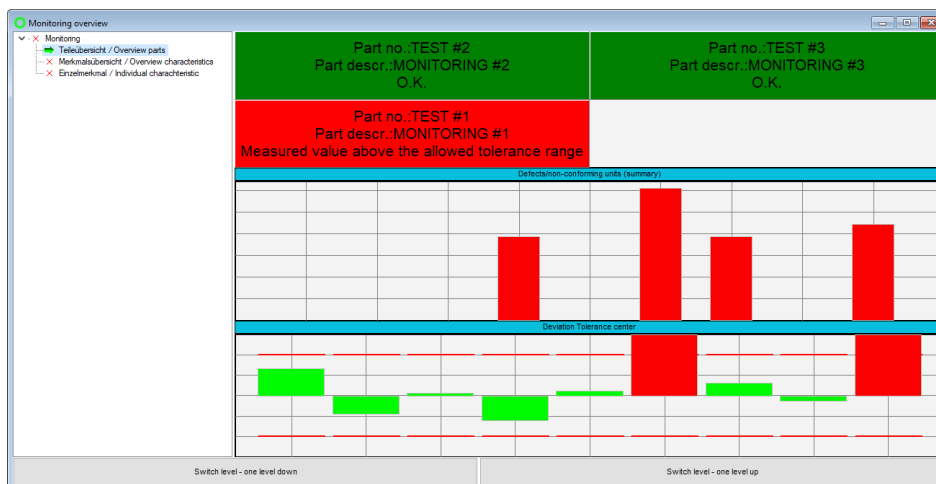 Monitoring overview
Monitoring
Teileübersicht / Overview parts
Merkmalsübersicht / Overview characteristics
Einzelmerkmal / Individual charachteristic
Part no.:TEST #2
Part descr.:MONITORING #2
O.K.
Part no.:TEST #3
Part descr.:MONITORING #3
O.K.
Part no.:TEST #1
Part descr.:MONITORING #1
Measured value above the allowed tolerance range
Defects/non-conforming units (summary)
Deviation Tolerance center
Switch level - one level down
Switch level - one level up